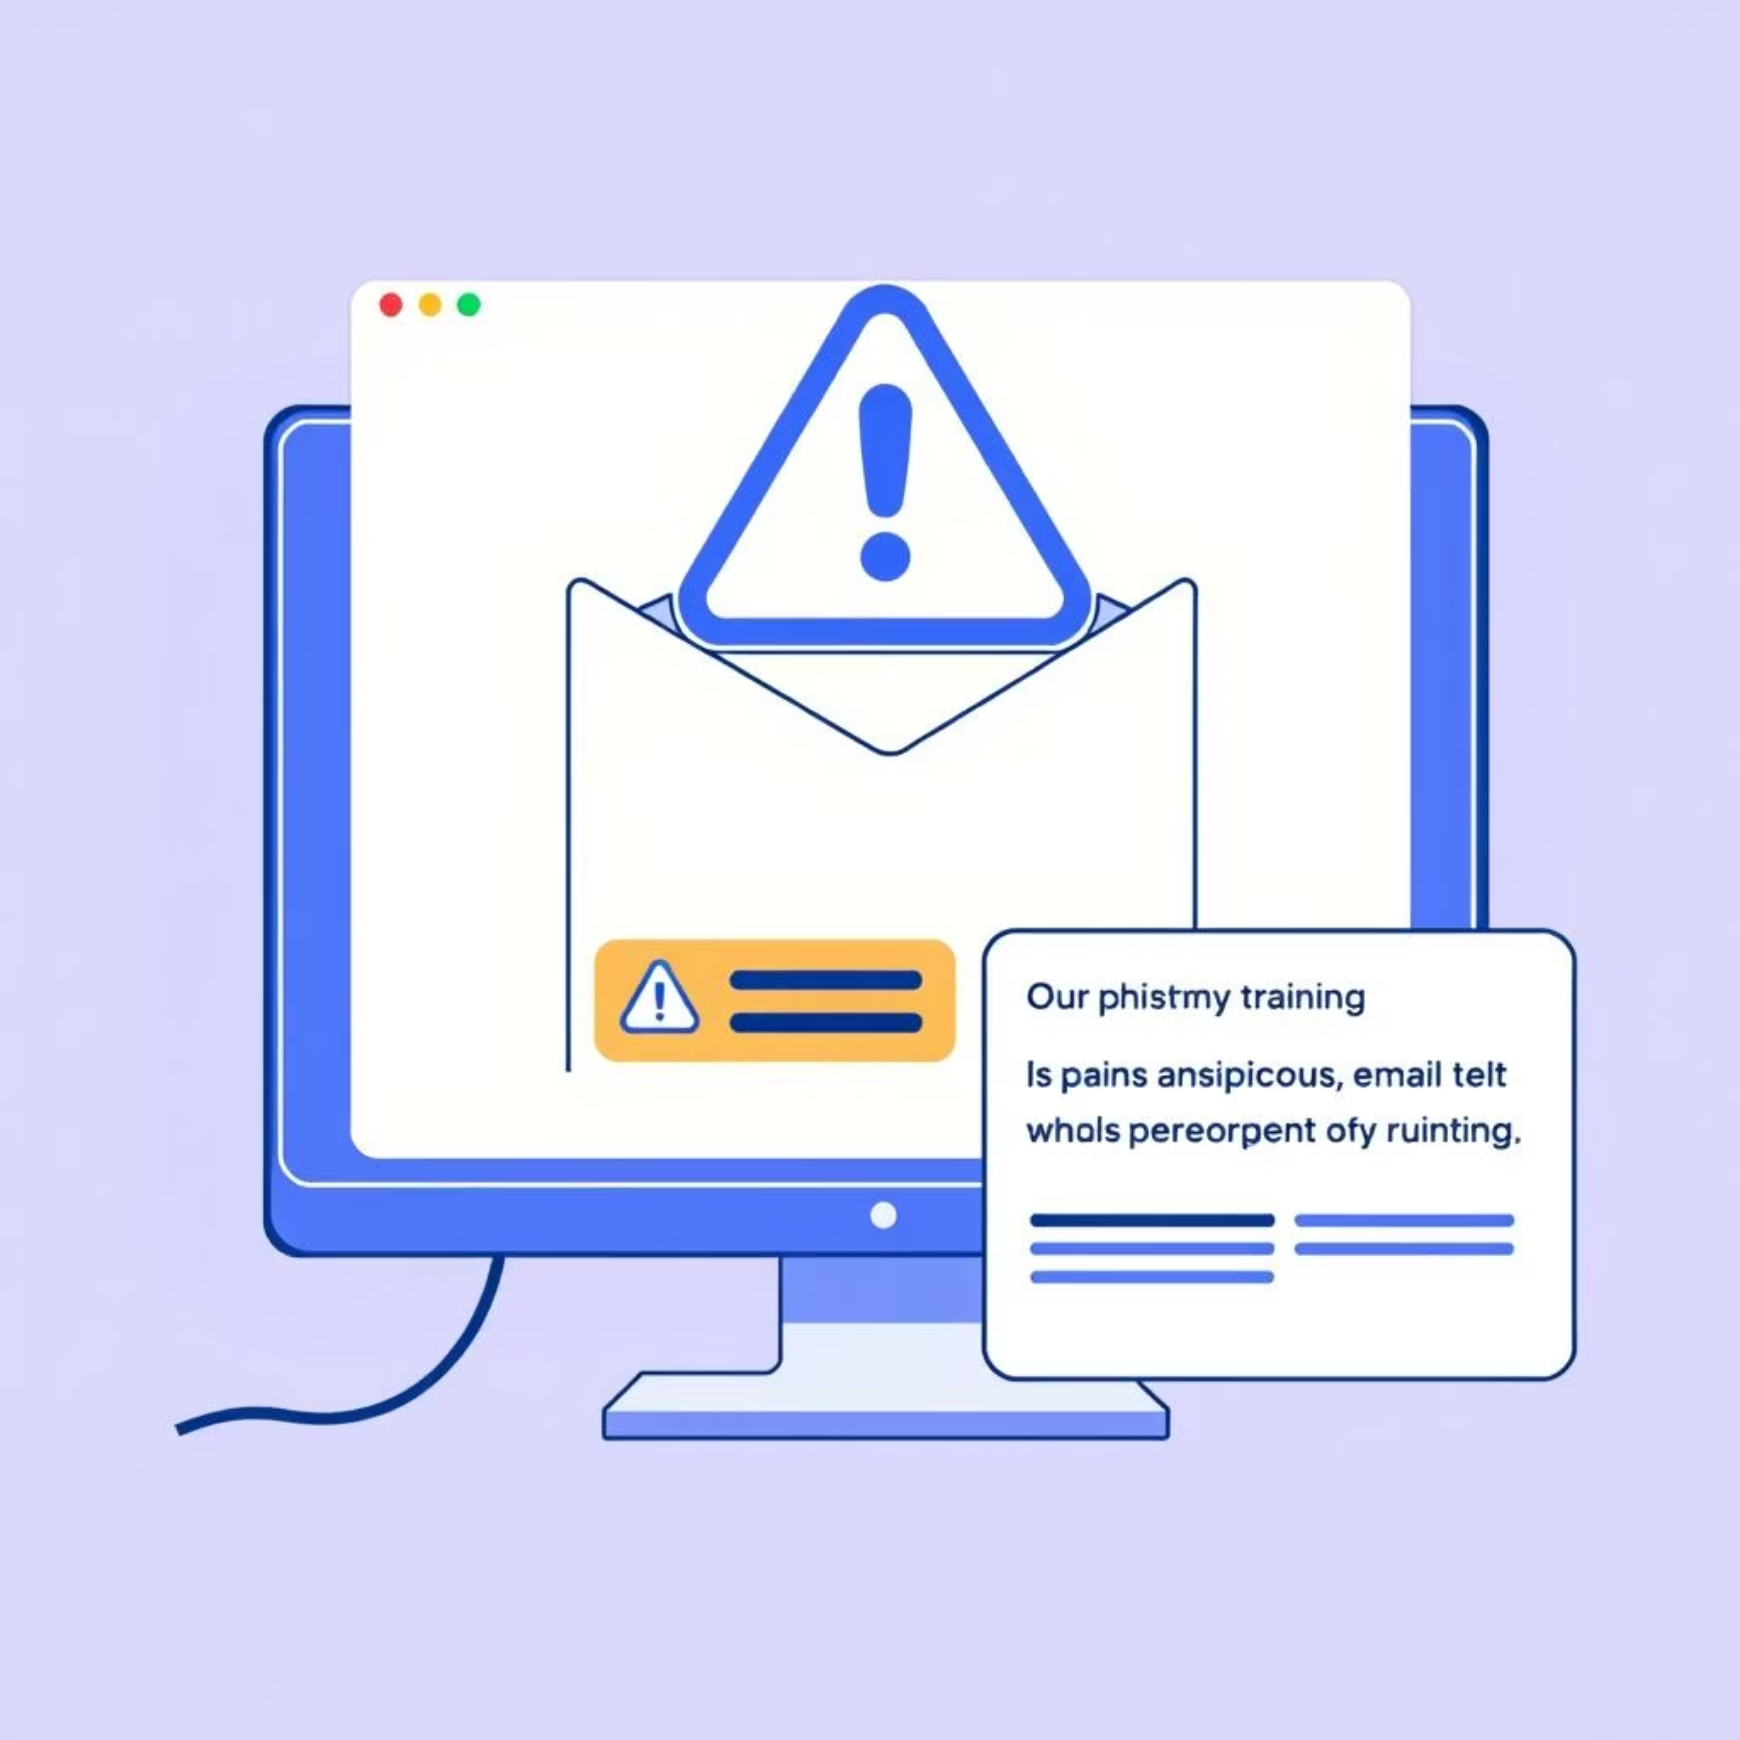 Our phistmy training
Is pains ansipicous, email telt
whols pereorpent ofy ruinting.